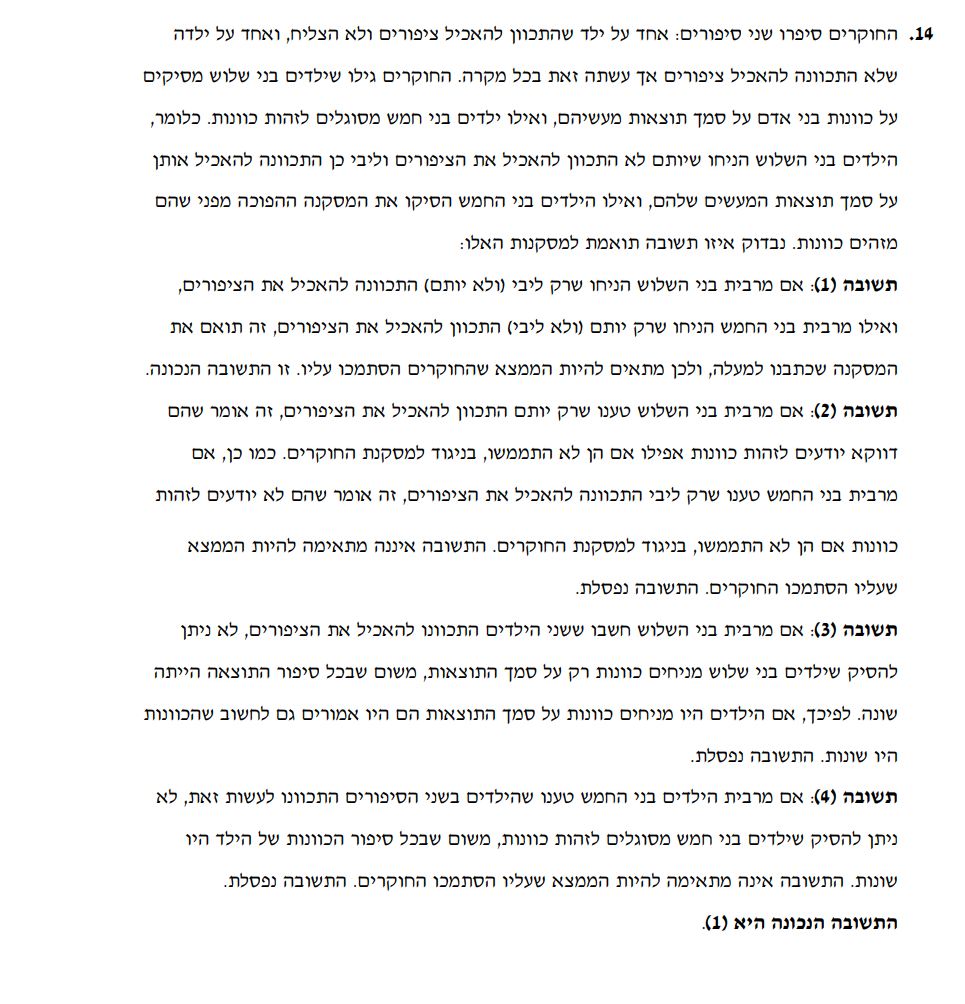 14. החוקרים סיפרו שני סיפורים: אחד על ילד שהתכוון להאכיל ציפורים ולא הצליח, ואחד על ילדה
שלא התכוונה להאכיל ציפורים אך עשתה זאת בכל מקרה. החוקרים גילו שילדים בני שלוש מסיקים
על כוונות בני אדם על סמך תוצאות מעשיהם, ואילו ילדים בני חמש מסוגלים לזהות כוונות. כלומר,
הילדים בני השלוש הניחו שיותם לא התכוון להאכיל את הציפורים וליבי כן התכוונה להאכיל אותן
על סמך תוצאות המעשים שלהם, ואילו הילדים בני החמש הסיקו את המסקנה ההפוכה מפני שהם
מזהים כוונות. נבדוק איזו תשובה תואמת למסקנות האלו:
תשובה (1): אם מרבית בני השלוש הניחו שרק ליבי (ולא יותם) התכוונה להאכיל את הציפורים,
ואילו מרבית בני החמש הניחו שרק יותם (ולא ליבי) התכוון להאכיל את הציפורים, זה תואם את
המסקנה שכתבנו למעלה, ולכן מתאים להיות הממצא שהחוקרים הסתמכו עליו. זו התשובה הנכונה.
תשובה (2): אם מרבית בני השלוש טענו שרק יותם התכוון להאכיל את הציפורים, זה אומר שהם
דווקא יודעים לזהות כוונות אפילו אם הן לא התממשו, בניגוד למסקנת החוקרים. כמו כן, אם
מרבית בני החמש טענו שרק ליבי התכוונה להאכיל את הציפורים, זה אומר שהם לא יודעים לזהות
כוונות אם הן לא התממשו, בניגוד למסקנת החוקרים. התשובה איננה מתאימה להיות הממצא
שעליו הסתמכו החוקרים. התשובה נפסלת.
תשובה (3): אם מרבית בני השלוש חשבו ששני הילדים התכוונו להאכיל את הציפורים, לא ניתן
להסיק שילדים בני שלוש מניחים כוונות רק על סמך התוצאות, משום שבכל סיפור התוצאה הייתה
שונה. לפיכך, אם הילדים היו מניחים כוונות על סמך התוצאות הם היו אמורים גם לחשוב שהכוונות
היו שונות. התשובה נפסלת.
תשובה (4): אם מרבית הילדים בני החמש טענו שהילדים בשני הסיפורים התכוונו לעשות זאת, לא
ניתן להסיק שילדים בני חמש מסוגלים לזהות כוונות, משום שבכל סיפור הכוונות של הילד היו
שונות. התשובה אינה מתאימה להיות הממצא שעליו הסתמכו החוקרים. התשובה נפסלת.
התשובה הנכונה היא (1).